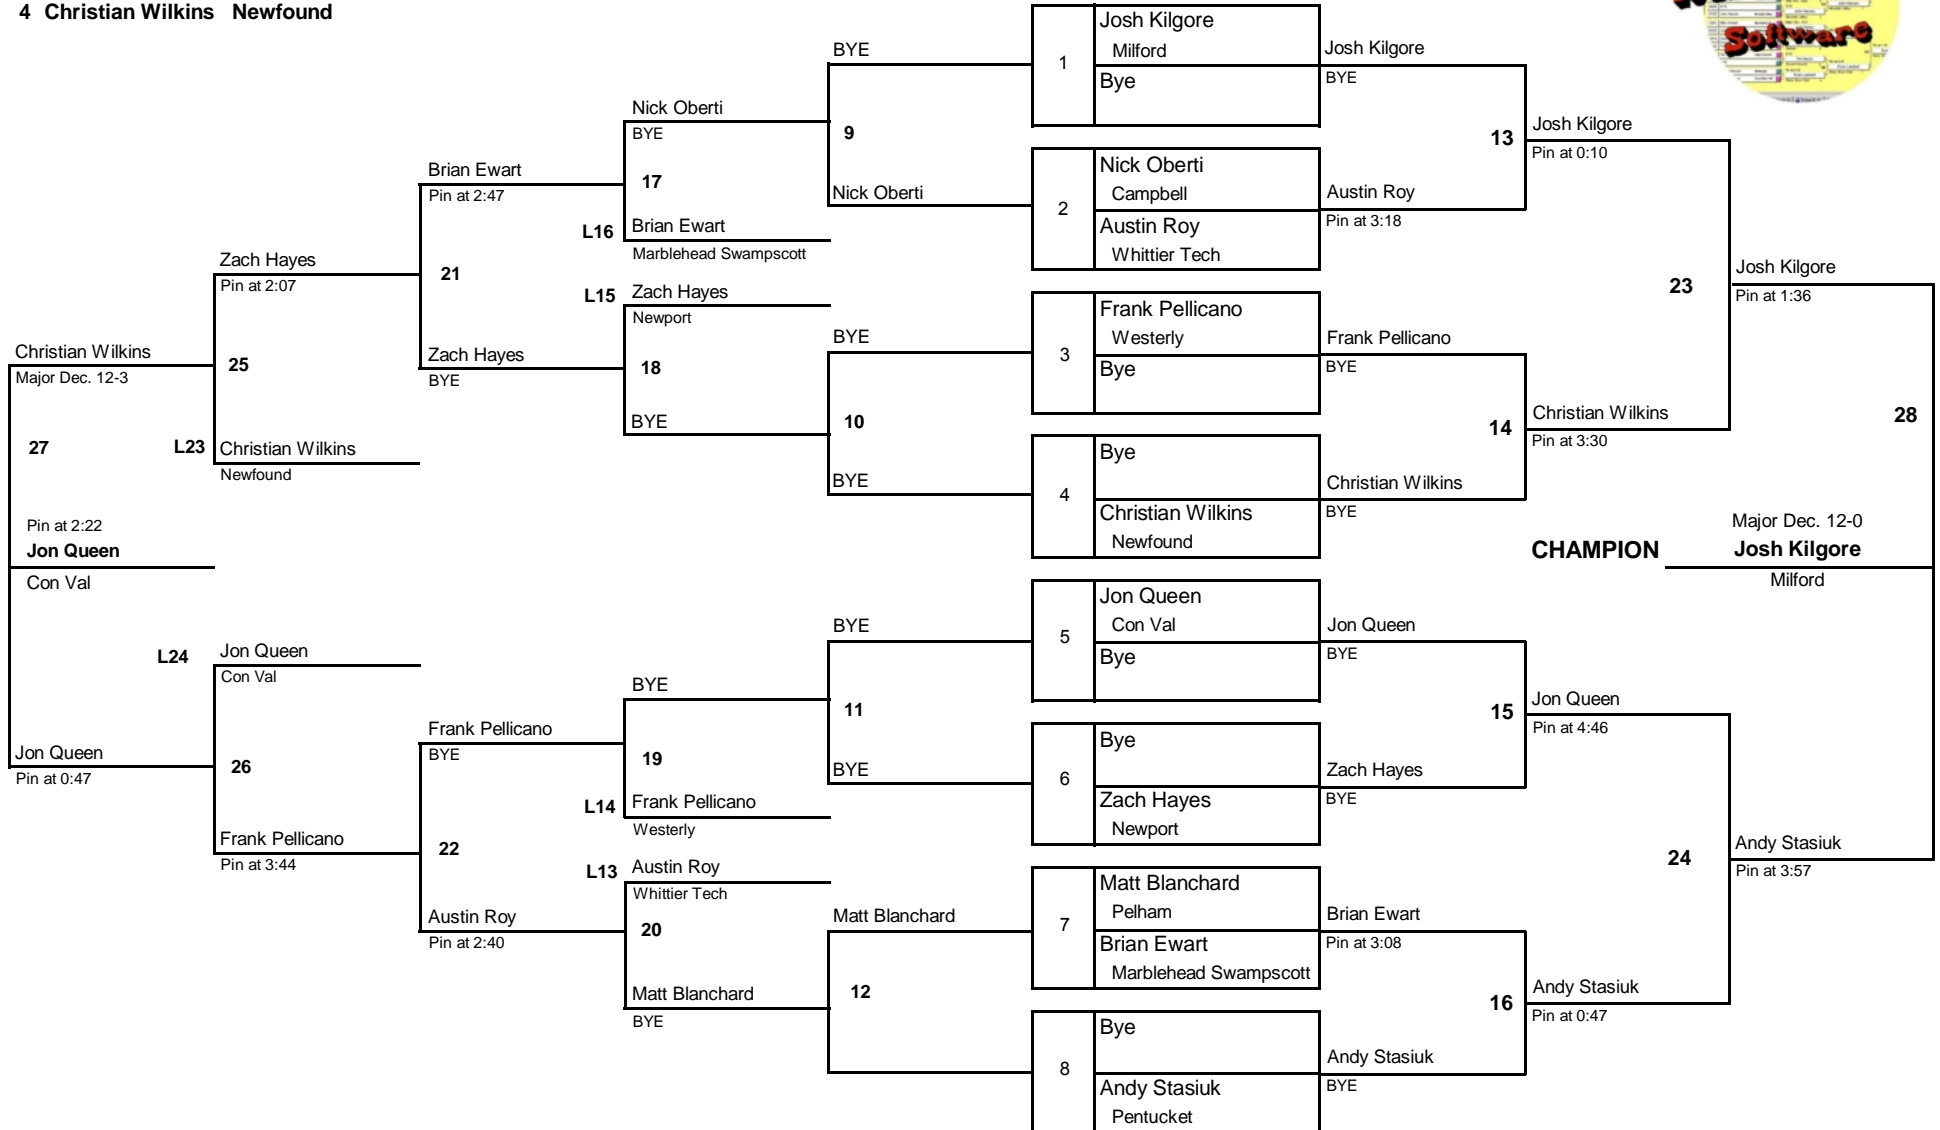 4 Christian Wilkins Newfound
Software
Christian Wilkins
Major Dec. 12-3
27
Pin at 2:22
Jon Queen
Con Val
Jon Queen
Pin at 0:47
Zach Hayes
Pin at 2:07
25
L23 Christian Wilkins
Newfound
L24 Jon Queen
Con Val
26
Frank Pellicano
Pin at 3:44
Brian Ewart
Pin at 2:47
21
Zach Hayes
BYE
Frank Pellicano
BYE
22
Austin Roy
Pin at 2:40
Nick Oberti
BYE
17
L16 Brian Ewart
Marblehead Swampscott
L15 Zach Hayes
Newport
18
BYE
BYE
19
L14 Frank Pellicano
Westerly
L13 Austin Roy
Whittier Tech
20
Matt Blanchard
BYE
BYE
9
Nick Oberti
BYE
10
BYE
BYE
11
BYE
Matt Blanchard
12
1
Josh Kilgore
Milford
Bye
2
Nick Oberti
Campbell
Austin Roy
Whittier Tech
3
Frank Pellicano
Westerly
Bye
4
Bye
Christian Wilkins
Newfound
5
Jon Queen
Con Val
Bye
6
Bye
Zach Hayes
Newport
7
Matt Blanchard
Pelham
Brian Ewart
Marblehead Swampscott
8
Bye
Andy Stasiuk
Pentucket
Josh Kilgore
BYE
13
Austin Roy
Pin at 3:18
Frank Pellicano
BYE
14
Christian Wilkins
BYE
Jon Queen
BYE
15
Zach Hayes
BYE
Brian Ewart
Pin at 3:08
16
Andy Stasiuk
BYE
Josh Kilgore
Pin at 0:10
23
Christian Wilkins
Pin at 3:30
Jon Queen
Pin at 4:46
24
Andy Stasiuk
Pin at 0:47
Josh Kilgore
Pin at 1:36
28
Major Dec. 12-0
CHAMPION Josh Kilgore
Milford
Andy Stasiuk
Pin at 3:57